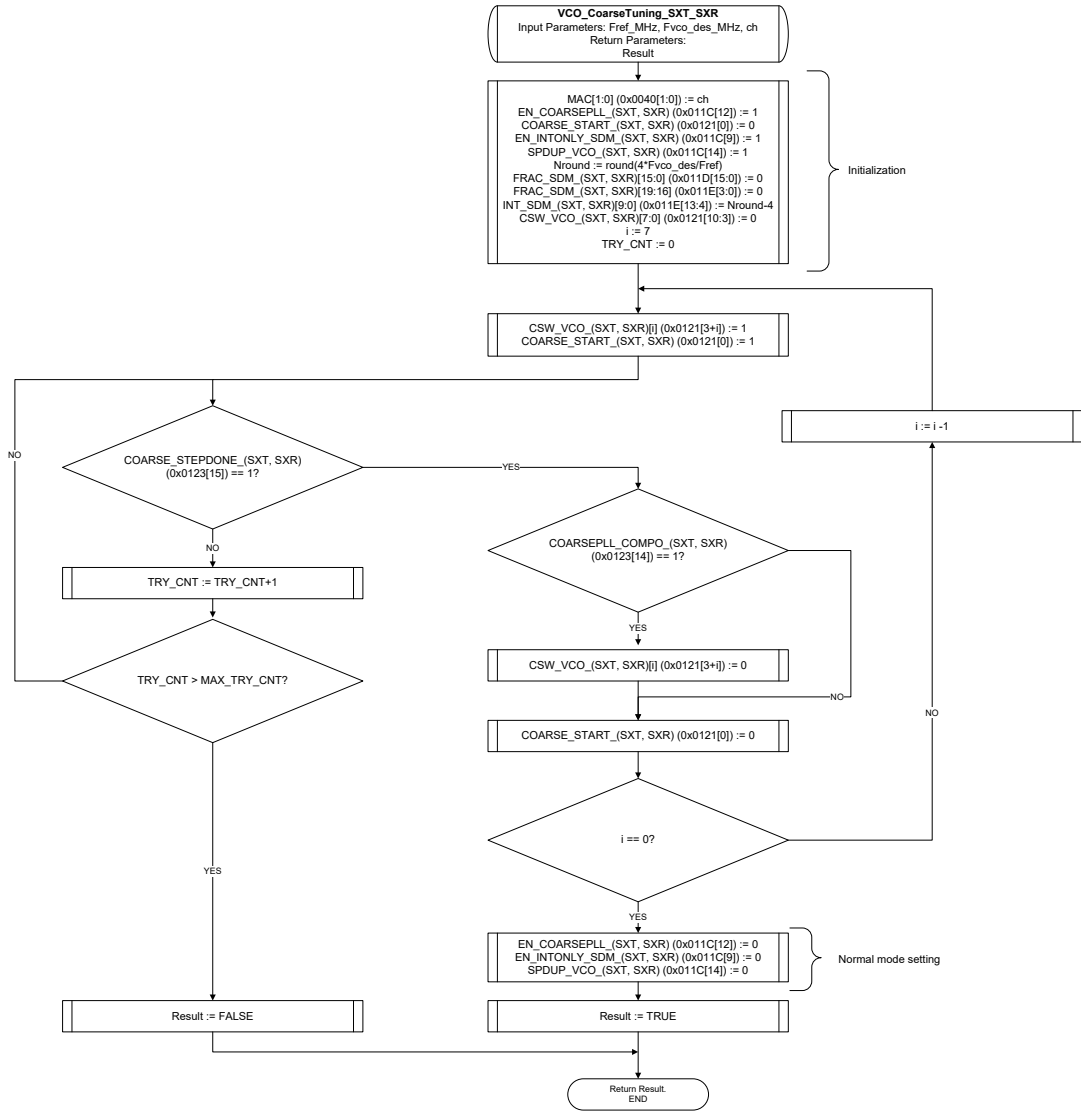 VCO_CoarseTuning_SXT_SXR
Input Parameters: Fref_MHz, Fvco_des_MHz, ch
Return Parameters:
Result
MAC[1:0] (0x0040[1:0]) := ch
EN_COARSEPLL_(SXT, SXR) (0x011C[12]) := 1
COARSE_START_(SXT, SXR) (0x0121[0]) := 0
EN_INTONLY_SDM_(SXT, SXR) (0x011C[9]) := 1
SPDUP_VCO_(SXT, SXR) (0x011C[14]) := 1
Nround := round(4*Fvco_des/Fref)
FRAC_SDM_(SXT, SXR)[15:0] (0x011D[15:0]) := 0
FRAC_SDM_(SXT, SXR)[19:16] (0x011E[3:0]) := 0
INT_SDM_(SXT, SXR)[9:0] (0x011E[13:4]) := Nround-4
CSW_VCO_(SXT, SXR)[7:0] (0x0121[10:3]) := 0
i := 7
TRY_CNT := 0
Initialization
CSW_VCO_(SXT, SXR)[i] (0x0121[3+i]) := 1
COARSE_START_(SXT, SXR) (0x0121[0]) := 1
i := i -1
NO
COARSE_STEPDONE_(SXT, SXR)
(0x0123[15]) == 1?
YES
NO
COARSEPLL_COMPO_(SXT, SXR)
(0x0123[14]) == 1?
TRY_CNT := TRY_CNT+1
YES
TRY_CNT > MAX_TRY_CNT?
CSW_VCO_(SXT, SXR)[i] (0x0121[3+i]) := 0
NO
NO
COARSE_START_(SXT, SXR) (0x0121[0]) := 0
i == 0?
YES
YES
EN_COARSEPLL_(SXT, SXR) (0x011C[12]) := 0
EN_INTONLY_SDM_(SXT, SXR) (0x011C[9]) := 0
SPDUP_VCO_(SXT, SXR) (0x011C[14]) := 0
Normal mode setting
Result := FALSE
Result := TRUE
Return Result.
END